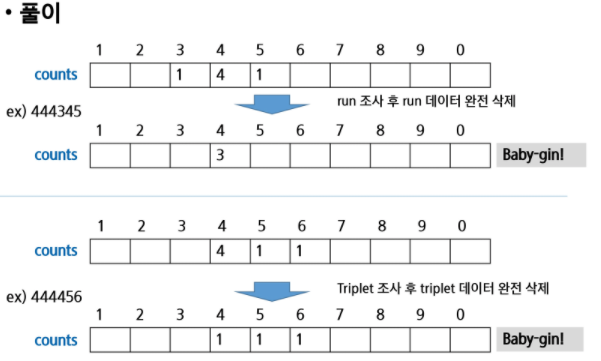 • 풀이
1 2 3 4 5 6 7 8 9 0
counts 1 4 1
ex) 444345
run 조사 후 run 데이터 완전 삭제
1 2 3 4 5 6 7 8 9 0
counts 3 Baby-gin!
1 2 3 4 5 6 7 8 9 0
counts 4 1 1
ex) 444456
Triplet 조사 후 triplet 데이터 완전 삭제
1 2 3 4 5 6 7 8 9 0
counts 1 1 1 Baby-gin!